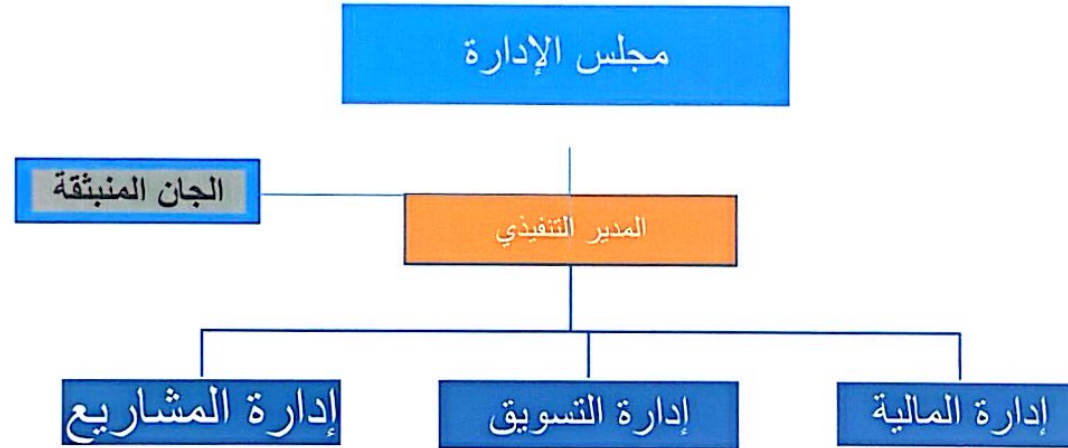 مجلس الإدارة
الجان المنبثقة
المدير التنفيذي
إدارة المالية
إدارة التسويق
إدارة المشاريع